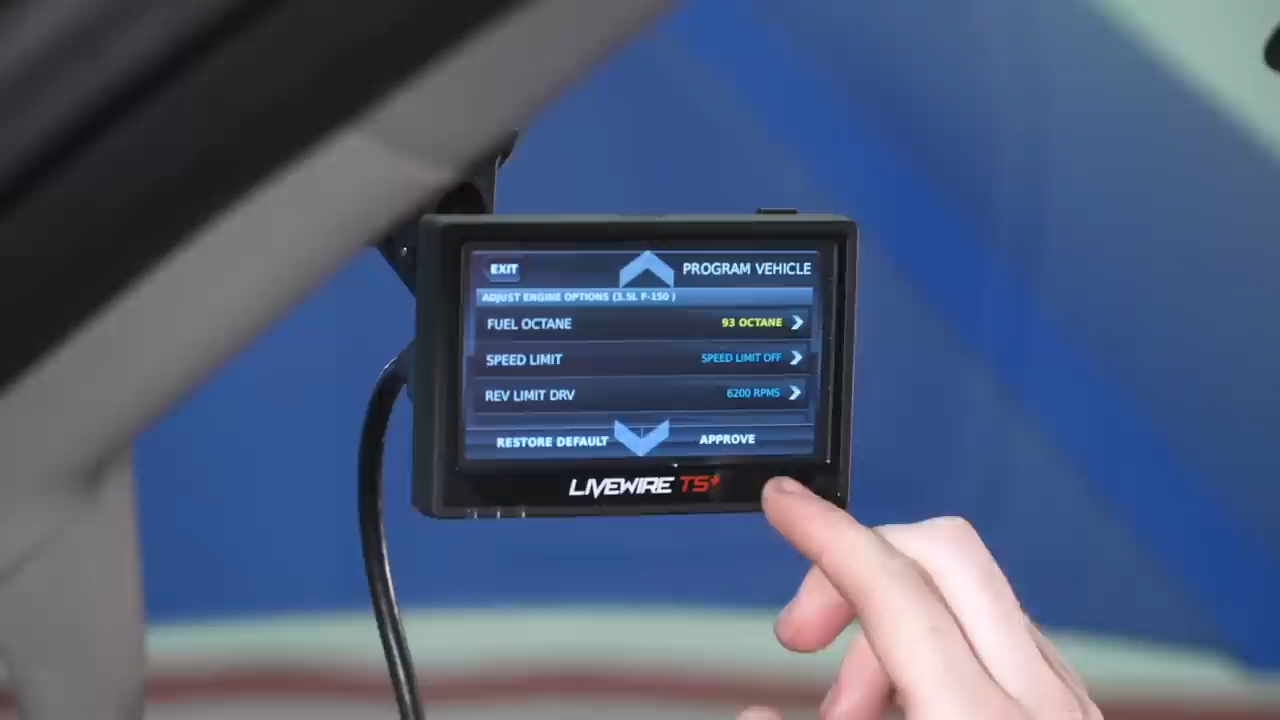 EXIT
PROGRAM VEHICLE
ADJUST ENGINE OPTIONS (3.5L F-150 )
FUEL OCTANE 93 OCTANE
SPEED LIMIT SPEED LIMIT OFF
REV LIMIT DRV 6200 RPMS
RESTORE DEFAULT APPROVE
LIVEWIRE TS+